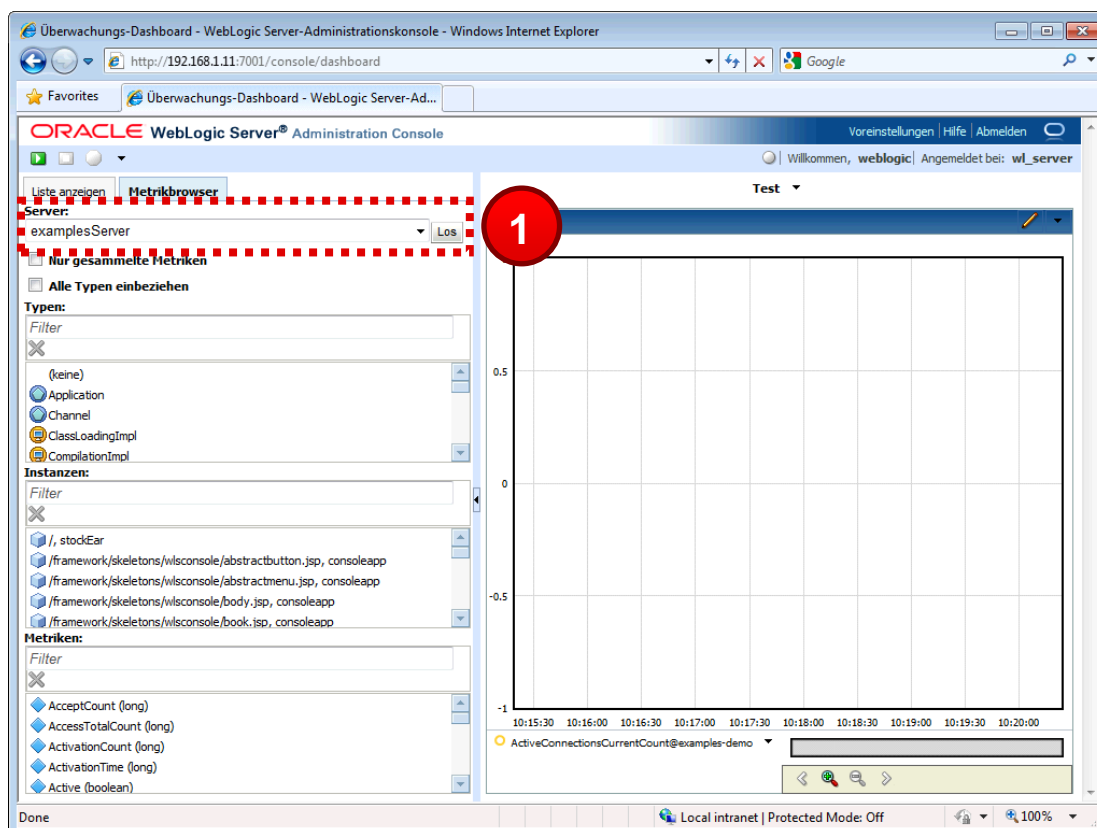 Überwachungs-Dashboard - WebLogic Server-Administrationskonsole - Windows Internet Explorer
http://192.168.1.11:7001/console/dashboard
Google
Favorites
Überwachungs-Dashboard - WebLogic Server-Ad...
ORACLE WebLogic Server® Administration Console
Voreinstellungen | Hilfe | Abmelden
Willkommen, weblogic | Angemeldet bei: wl_server
Liste anzeigen
Metrikbrowser
Test
Server:
examplesServer
Los
1
Nur gesammelte Metriken
Alle Typen einbeziehen
Typen:
Filter
(keine)
Application
Channel
ClassLoadingImpl
CompilationImpl
Instanzen:
Filter
/, stockEar
/framework/skeletons/wlsconsole/abstractbutton.jsp, consoleapp
/framework/skeletons/wlsconsole/abstractmenu.jsp, consoleapp
/framework/skeletons/wlsconsole/body.jsp, consoleapp
/framework/skeletons/wlsconsole/book.jsp, consoleapp
Metriken:
Filter
AcceptCount (long)
AccessTotalCount (long)
ActivationCount (long)
ActivationTime (long)
Active (boolean)
0.5
0
-0.5
-1
10:15:30 10:16:00 10:16:30 10:17:00 10:17:30 10:18:00 10:18:30 10:19:00 10:19:30 10:20:00
ActiveConnectionsCurrentCount@examples-demo
Done
Local intranet | Protected Mode: Off
100%